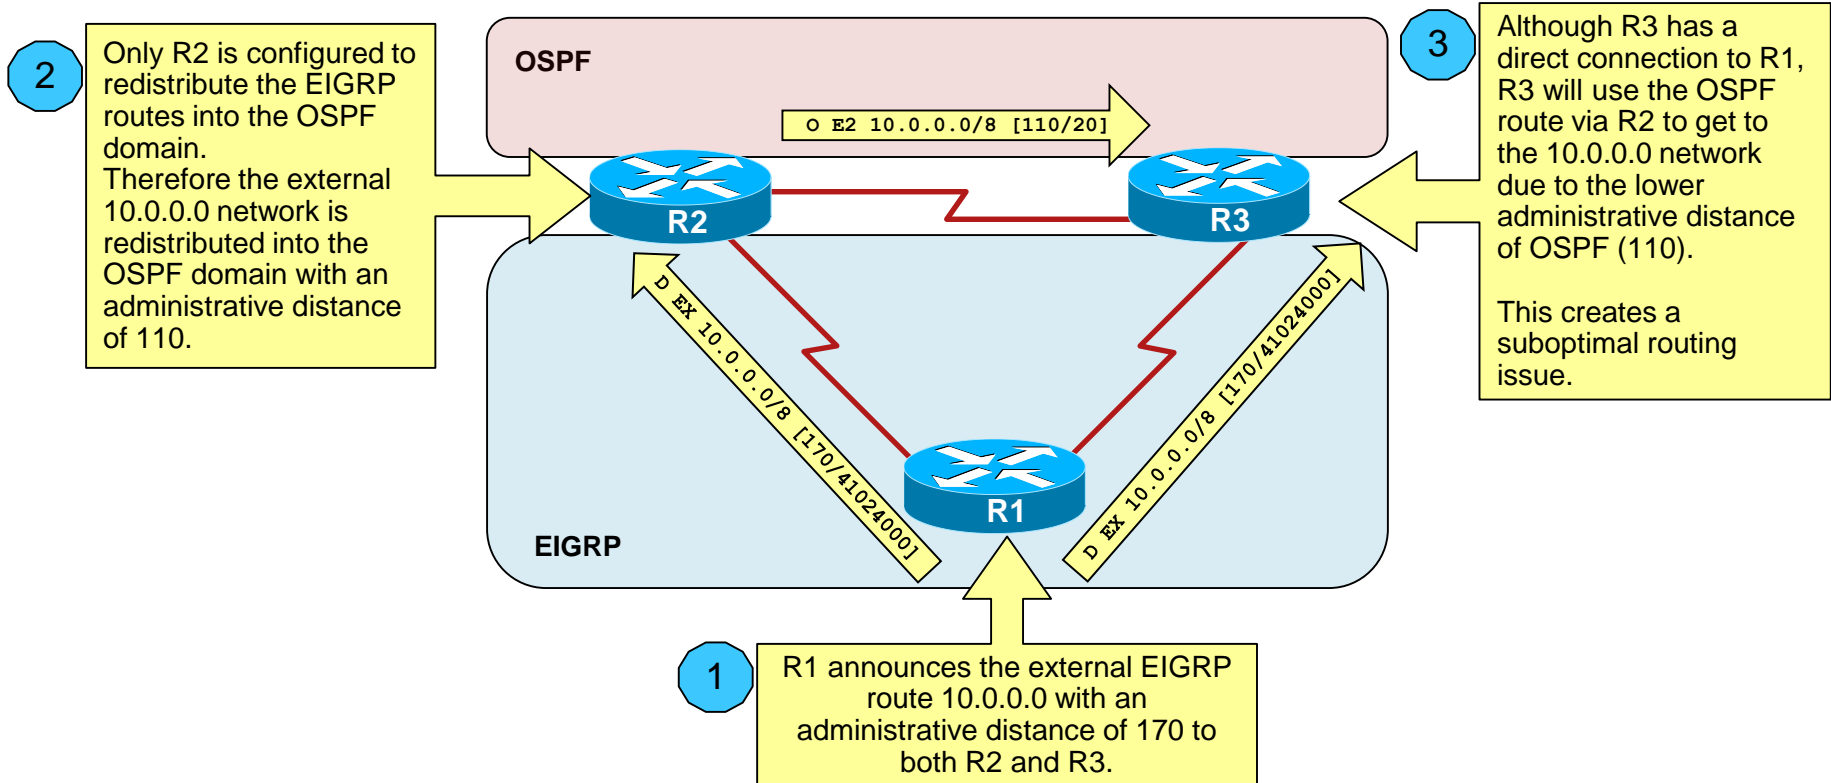 2
Only R2 is configured to
redistribute the EIGRP
routes into the OSPF
domain.
Therefore the external
10.0.0.0 network is
redistributed into the
OSPF domain with an
administrative distance
of 110.
OSPF
O E2 10.0.0.0/8 [110/20]
3
Although R3 has a
direct connection to R1,
R3 will use the OSPF
route via R2 to get to
the 10.0.0.0 network
due to the lower
administrative distance
of OSPF (110).
This creates a
suboptimal routing
issue.
R2
R3
D EX 10.0.0.0/8 [170/41024000]
D EX 10.0.0.0/8 [170/41024000]
R1
EIGRP
1
R1 announces the external EIGRP
route 10.0.0.0 with an
administrative distance of 170 to
both R2 and R3.